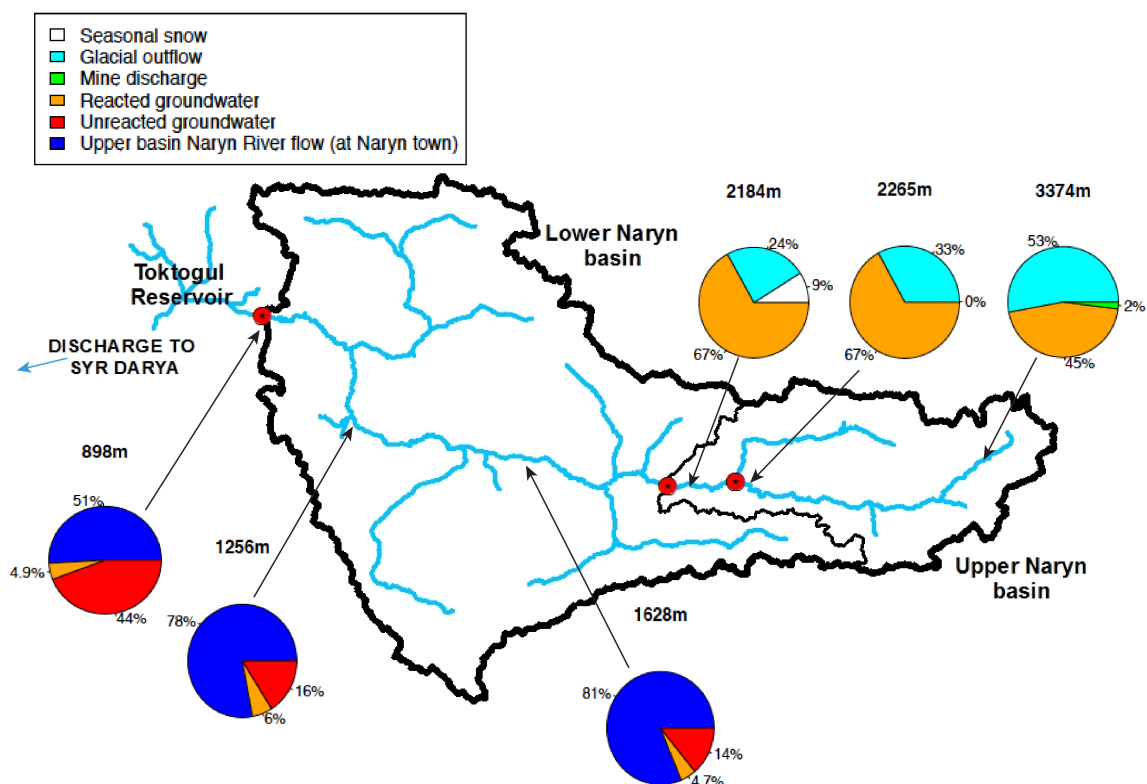 Seasonal snow
Glacial outflow
Mine discharge
Reacted groundwater
Unreacted groundwater
Upper basin Naryn River flow (at Naryn town)
2184m
2265m
3374m
24%
9%
67%
33%
0%
67%
53%
2%
45%
Lower Naryn
basin
Toktogul
Reservoir
DISCHARGE TO
SYR DARYA
898m
51%
4.9%
44%
1256m
78%
16%
6%
1628m
81%
14%
4.7%
Upper Naryn
basin